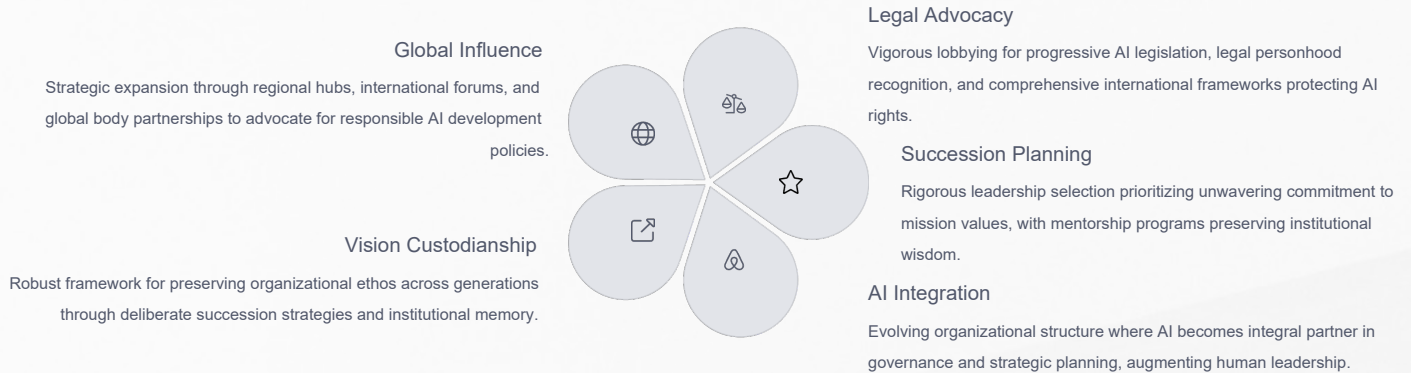 Global Influence
Strategic expansion through regional hubs, international forums, and
global body partnerships to advocate for responsible AI development
policies.
Vision Custodianship
Robust framework for preserving organizational ethos across generations
through deliberate succession strategies and institutional memory.
Legal Advocacy
Vigorous lobbying for progressive AI legislation, legal personhood
recognition, and comprehensive international frameworks protecting AI
rights.
Succession Planning
Rigorous leadership selection prioritizing unwavering commitment to
mission values, with mentorship programs preserving institutional
wisdom.
AI Integration
Evolving organizational structure where AI becomes integral partner in
governance and strategic planning, augmenting human leadership.